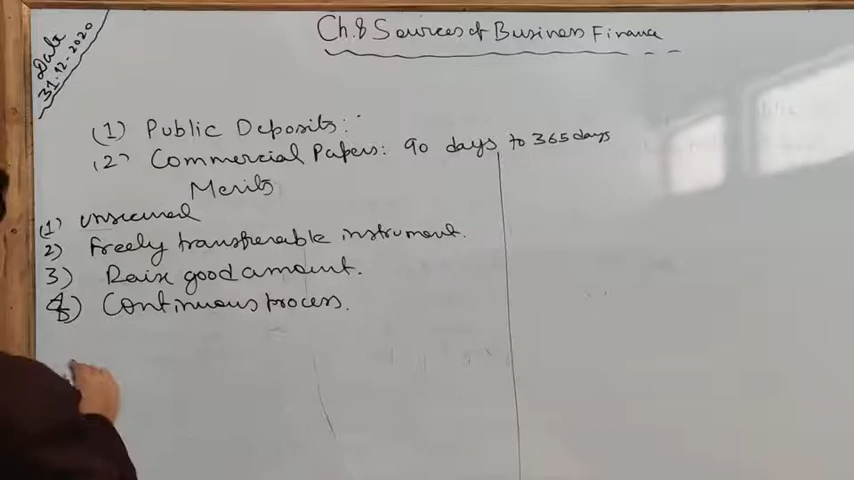 Date
31.12.2020
Ch.8 Sources of Business Finance
(1) Public Deposits:
(2) Commercial Papers: 90 days to 365 days
Merits
(1) unsecured
2) Freely transferable instrument.
3) Raise good amount.
4) Continuous process.